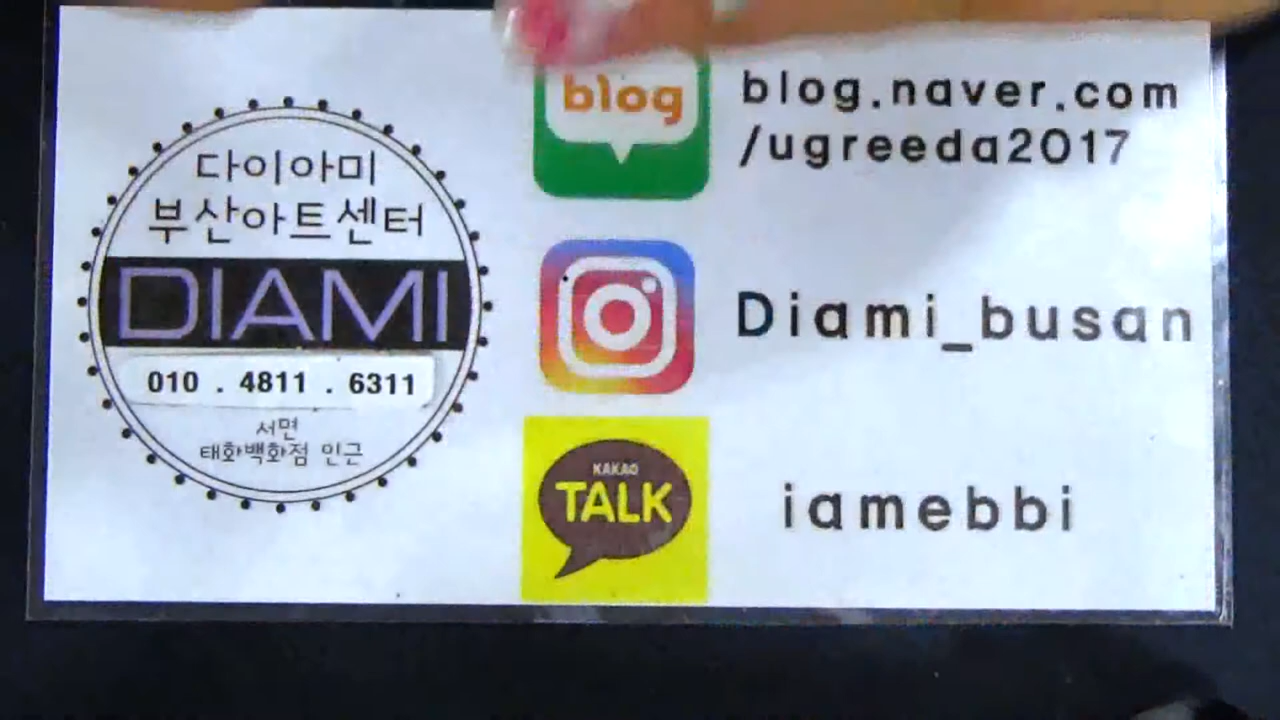 다이아미
부산아트센터
DIAMI
010 . 4811 . 6311
서면
태화백화점 인근
blog
blog.naver.com
/ugreeda2017
Diami_busan
KAKAO
TALK
iamebbi